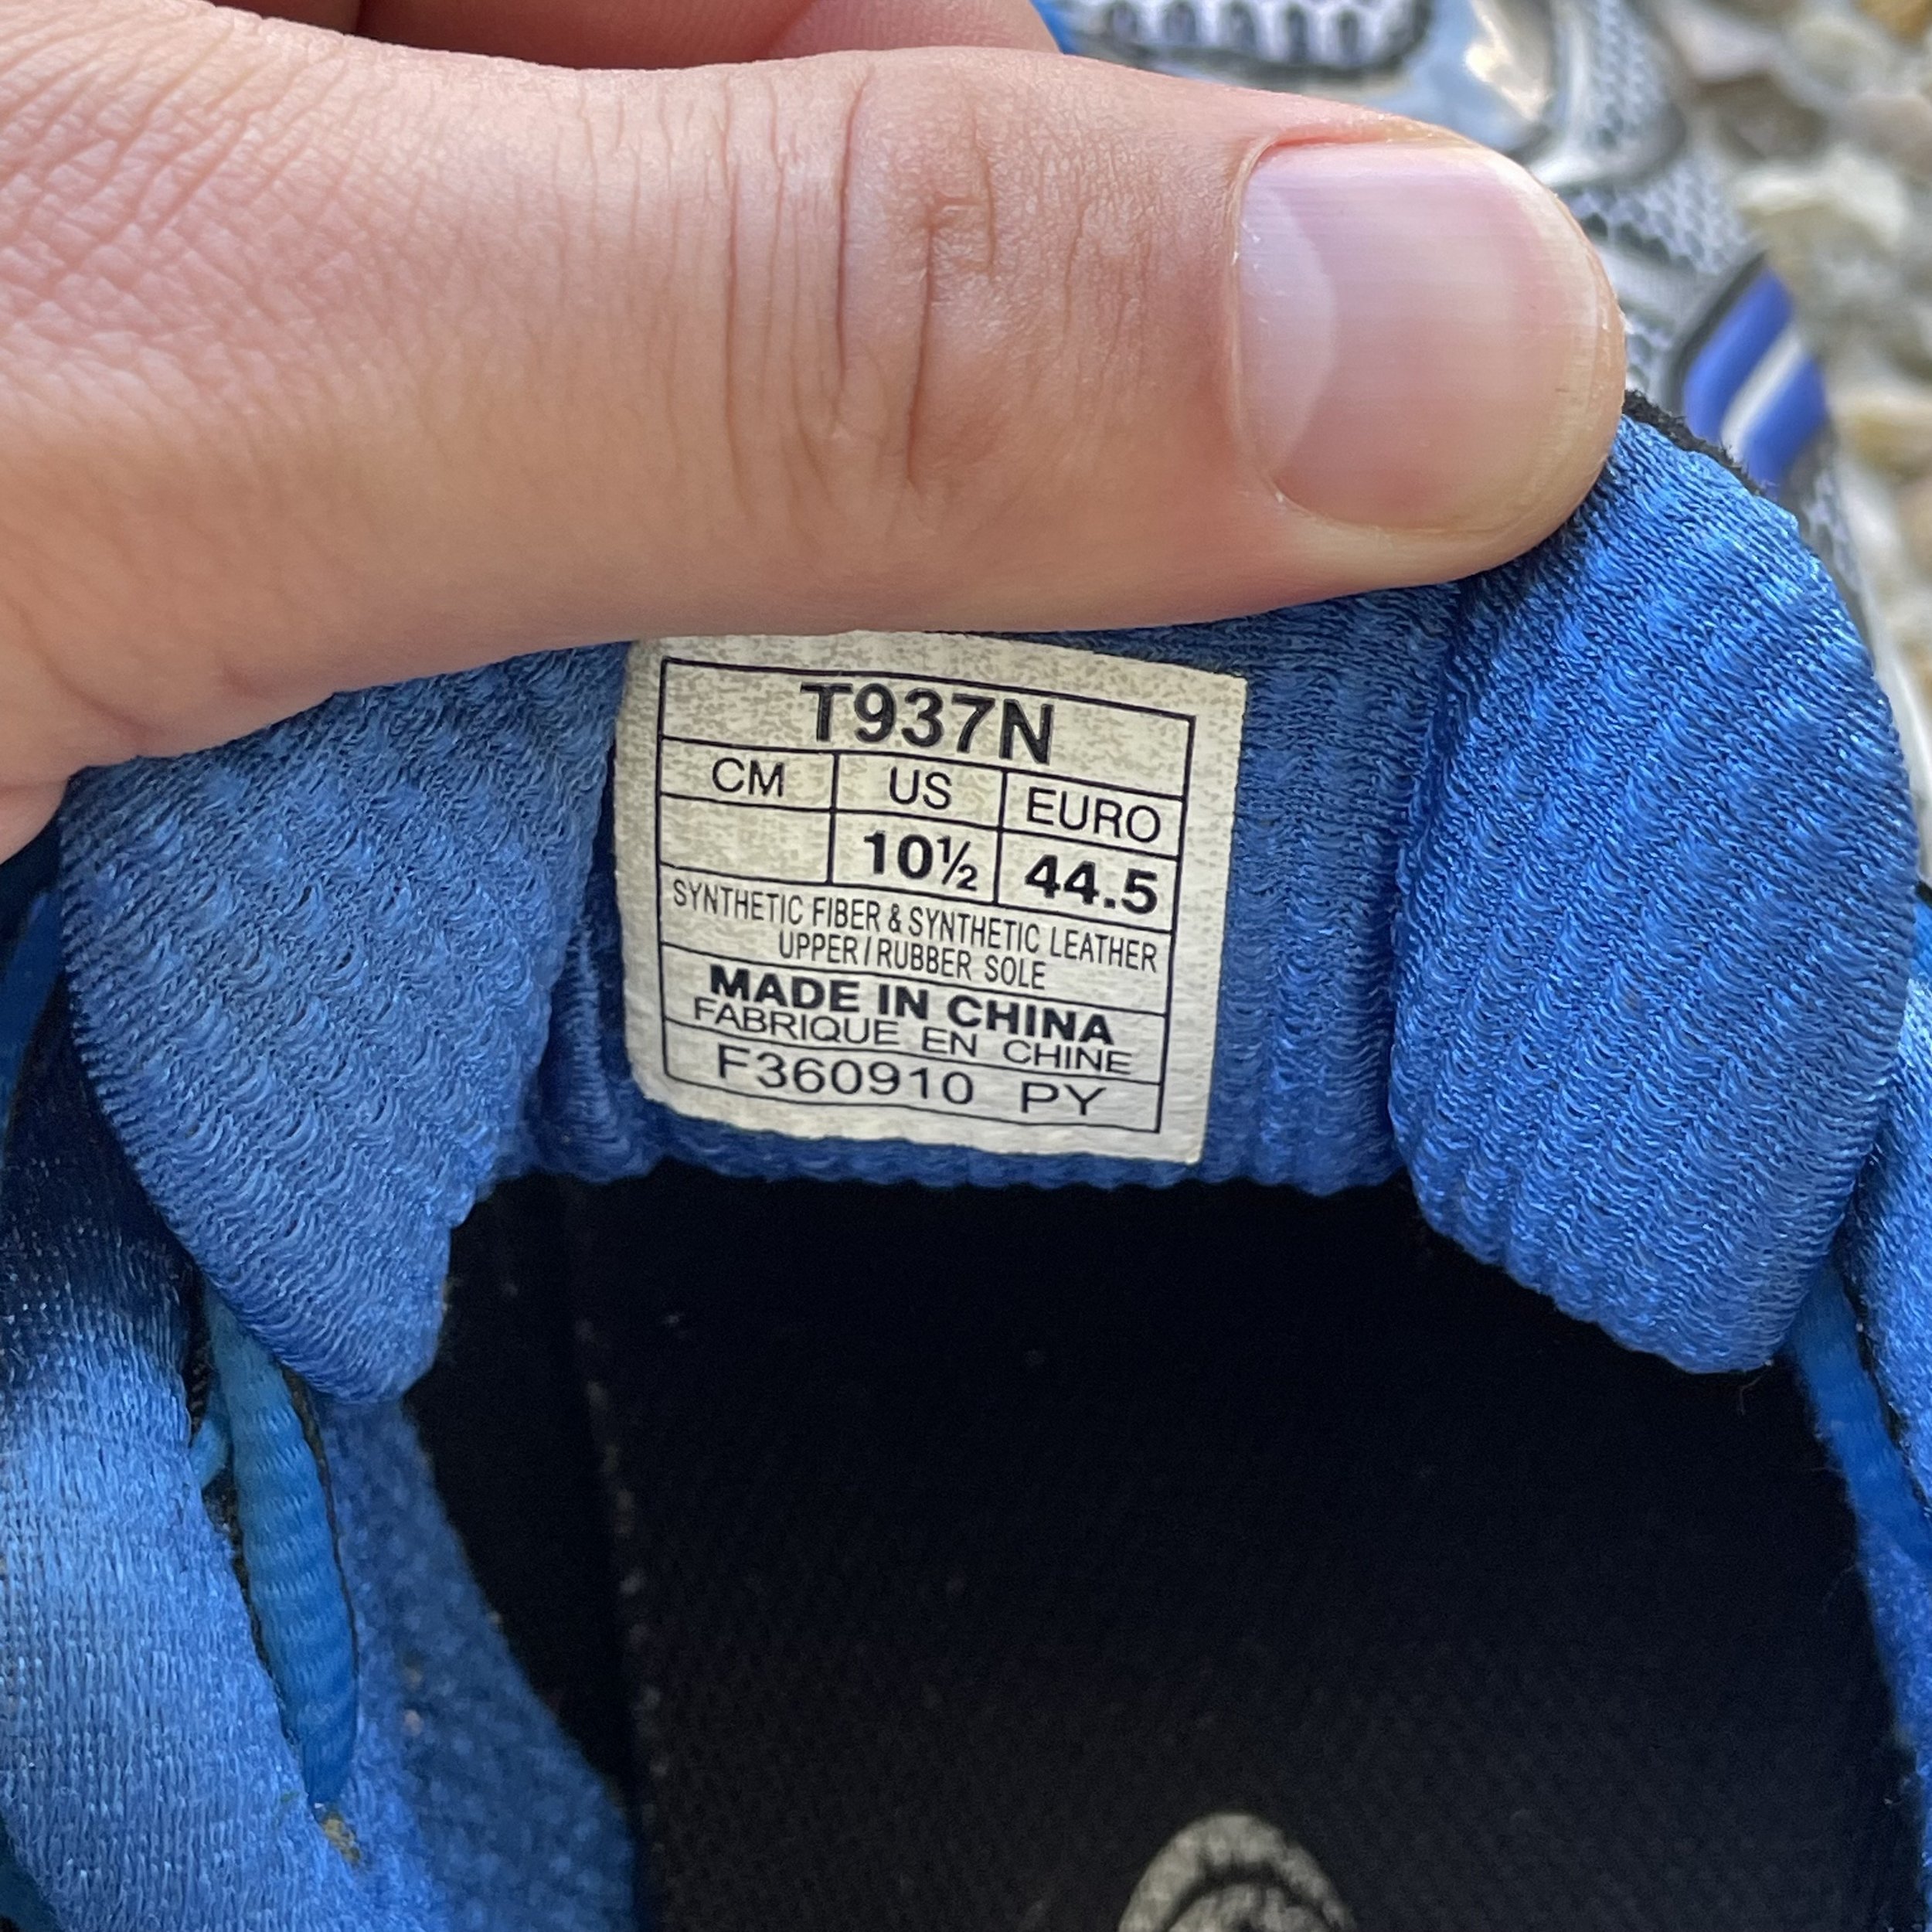 T937N
CM US EURO
10½ 44.5
SYNTHETIC FIBER & SYNTHETIC LEATHER
UPPER / RUBBER SOLE
MADE IN CHINA
FABRIQUE EN CHINE
F360910 PY